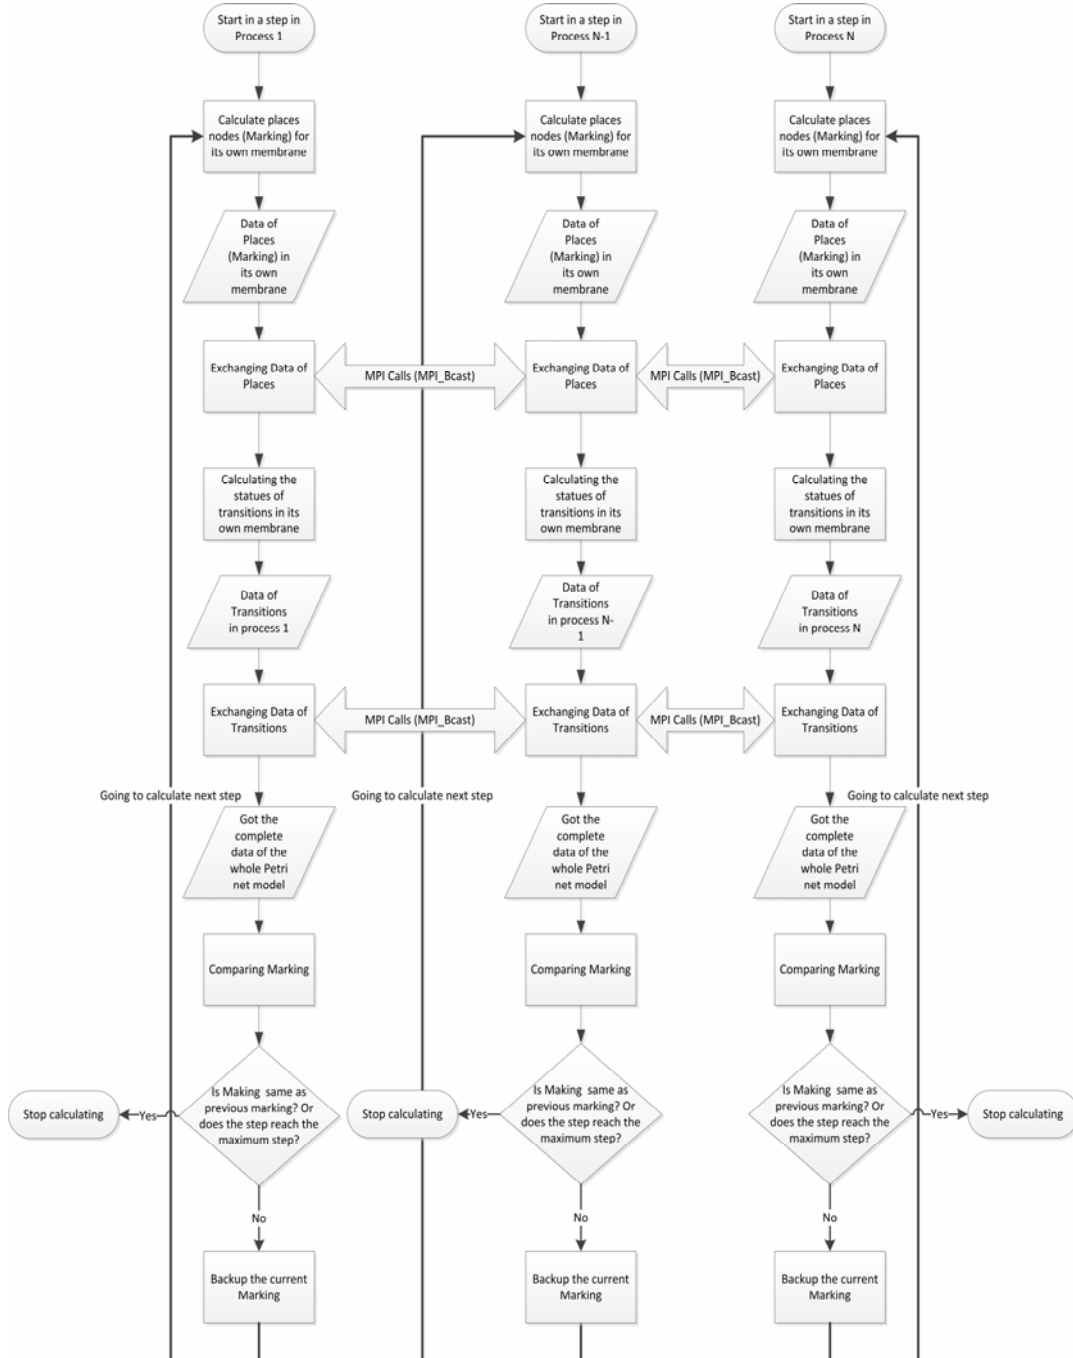 Start in a step in
Process 1
Start in a step in
Process N-1
Start in a step in
Process N
Calculate places
nodes (Marking) for
its own membrane
Calculate places
nodes (Marking) for
its own membrane
Calculate places
nodes (Marking) for
its own membrane
Data of
Places
(Marking) in
its own
membrane
Data of
Places
(Marking) in
its own
membrane
Data of
Places
(Marking) in
its own
membrane
Exchanging Data of
Places
MPI Calls (MPI_Bcast)
Exchanging Data of
Places
MPI Calls (MPI_Bcast)
Exchanging Data of
Places
Calculating the
statues of
transitions in its
own membrane
Calculating the
statues of
transitions in its
own membrane
Calculating the
statues of
transitions in its
own membrane
Data of
Transitions
in process 1
Data of
Transitions
in process N-
1
Data of
Transitions
in process N
Exchanging Data of
Transitions
MPI Calls (MPI_Bcast)
Exchanging Data of
Transitions
MPI Calls (MPI_Bcast)
Exchanging Data of
Transitions
Going to calculate next step
Going to calculate next step
Going to calculate next step
Got the
complete
data of the
whole Petri
net model
Got the
complete
data of the
whole Petri
net model
Got the
complete
data of the
whole Petri
net model
Comparing Marking
Comparing Marking
Comparing Marking
Stop calculating
Yes
Is Making same as
previous marking? Or
does the step reach the
maximum step?
Stop calculating
Yes
Is Making same as
previous marking? Or
does the step reach the
maximum step?
Is Making same as
previous marking? Or
does the step reach the
maximum step?
Yes
Stop calculating
No
No
No
Backup the current
Marking
Backup the current
Marking
Backup the current
Marking